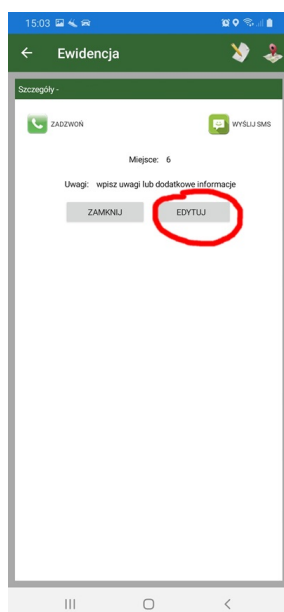 15:03
Ewidencja
Szczegóły -
ZADZWOŃ
WYŚLIJ SMS
Miejsce: 6
Uwagi: wpisz uwagi lub dodatkowe informacje
ZAMKNIJ
EDYTUJ